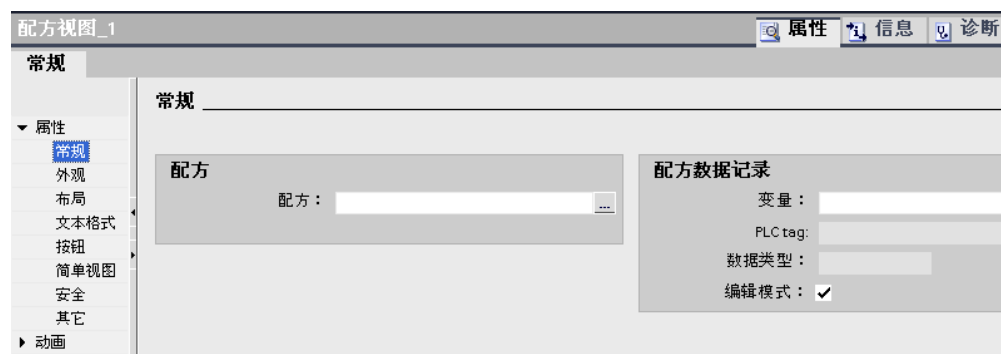 配方视图_1
属性 信息 诊断
常规
常规
属性
常规
外观
布局
文本格式
按钮
简单视图
安全
其它
动画
配方
配方：
...
配方数据记录
变量：
PLC tag:
数据类型：
编辑模式：